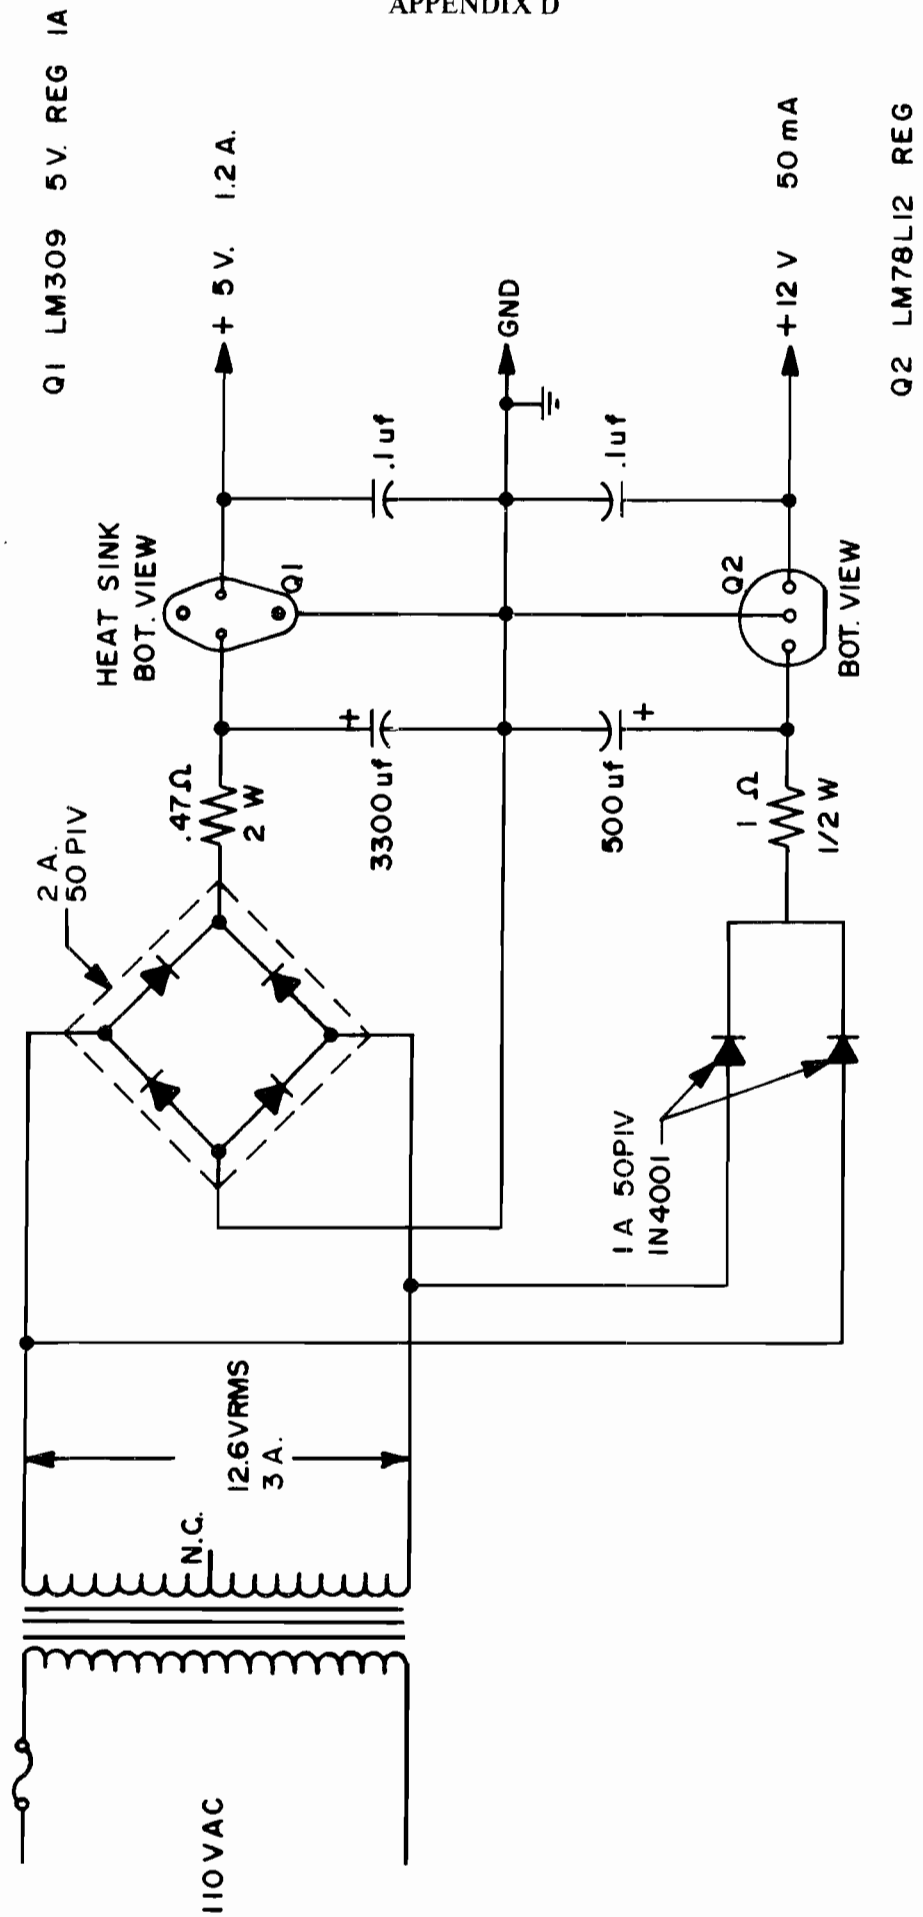 APPENDIX D
Q1 LM309 5V. REG 1A
+ 5V. 1.2 A.
HEAT SINK
BOT. VIEW
Q1
.1uf
GND
.1uf
+12 V 50 mA
Q2 LM78L12 REG
Q2
BOT. VIEW
2 A.
50 PIV
.47Ω
2 W
+
3300uf
500uf
+
1 Ω
1/2 W
1 A 50PIV
1N4001
12.6VRMS
3 A.
N.C.
110VAC